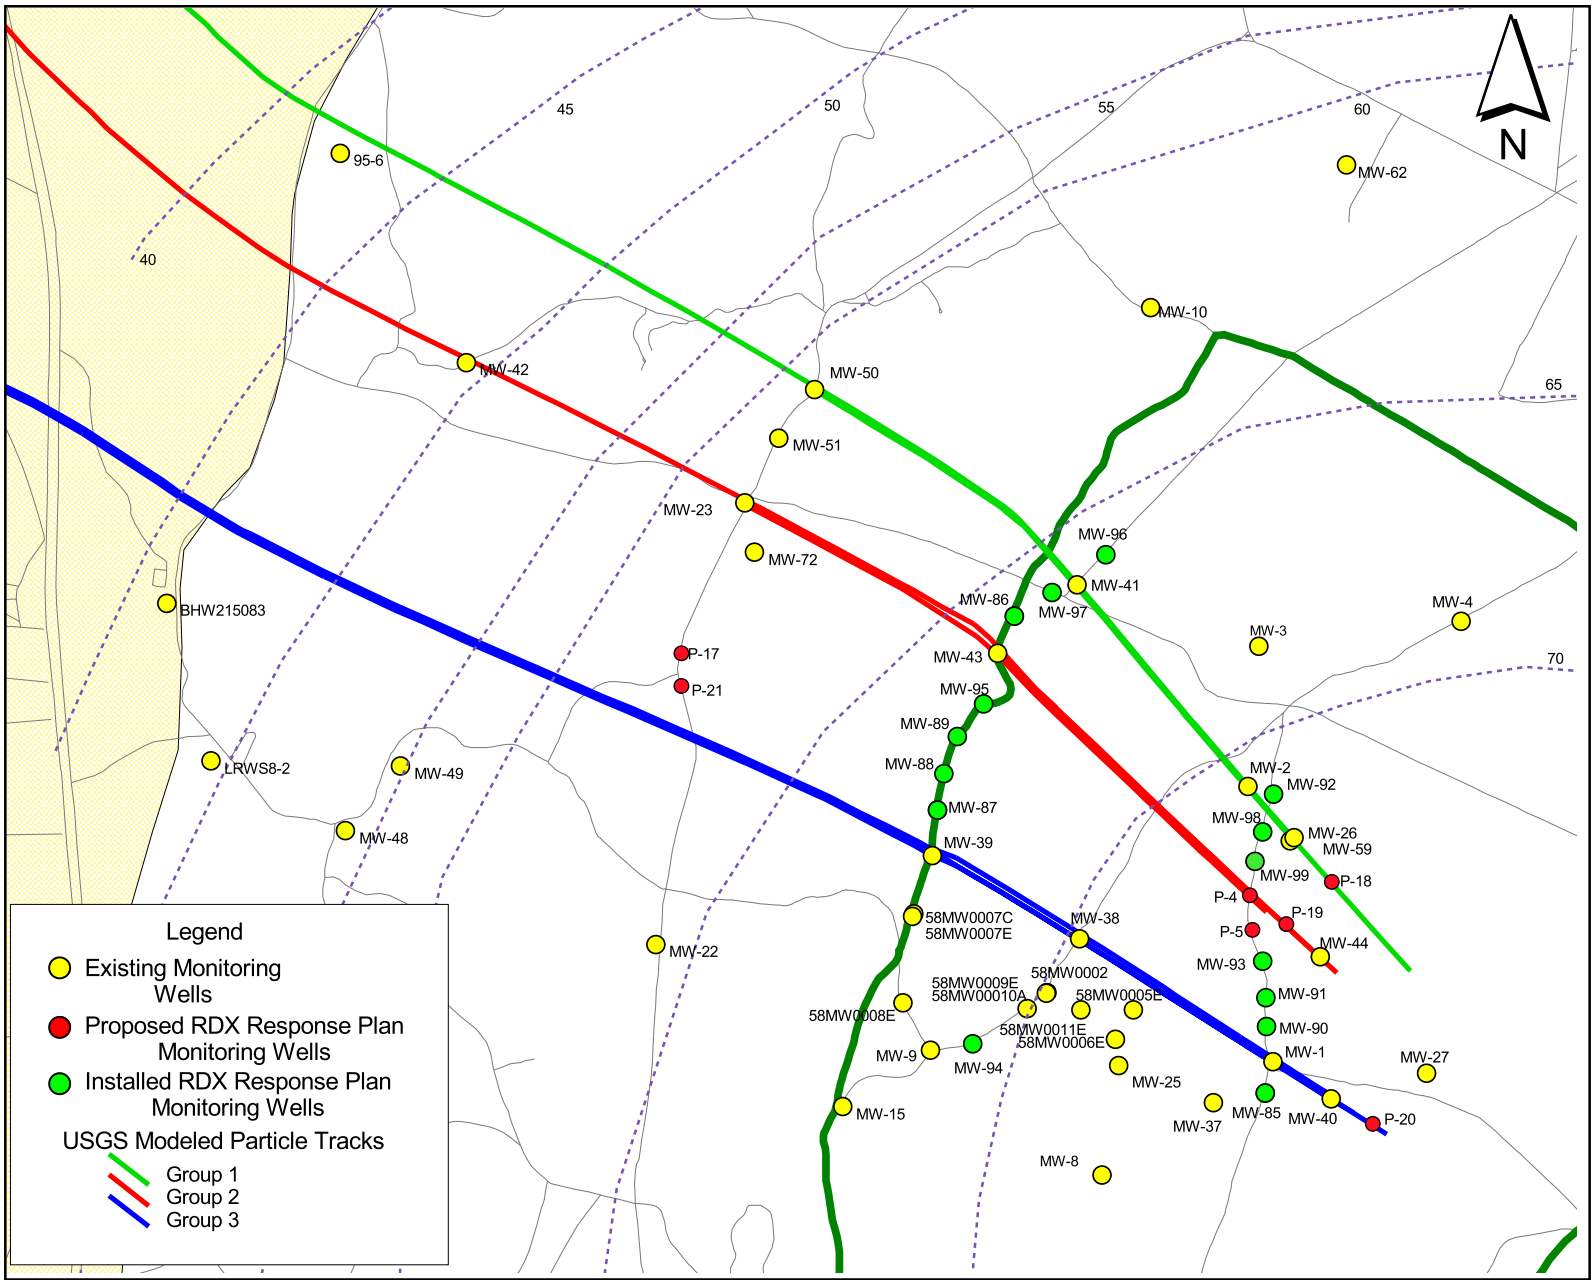 45
50
55
60
N
95-6
MW-62
40
MW-10
MW-42
MW-50
65
MW-51
MW-23
MW-96
MW-72
MW-41
MW-86
MW-97
BHW215083
MW-4
MW-3
P-17
MW-43
70
P-21
MW-95
MW-89
LRWS8-2
MW-49
MW-88
MW-2
MW-92
MW-87
MW-98
MW-26
MW-48
MW-39
MW-59
MW-99
P-18
P-4
58MW0007C
MW-38
P-19
58MW0007E
P-5
MW-44
MW-22
MW-93
58MW0002
58MW0009E
58MW00010A
58MW0005E
MW-91
58MW0008E
58MW0011E
MW-90
58MW0006E
MW-9
MW-94
MW-1
MW-27
MW-25
MW-15
MW-85
MW-40
P-20
MW-37
MW-8
Legend
Existing Monitoring
Wells
Proposed RDX Response Plan
Monitoring Wells
Installed RDX Response Plan
Monitoring Wells
USGS Modeled Particle Tracks
Group 1
Group 2
Group 3